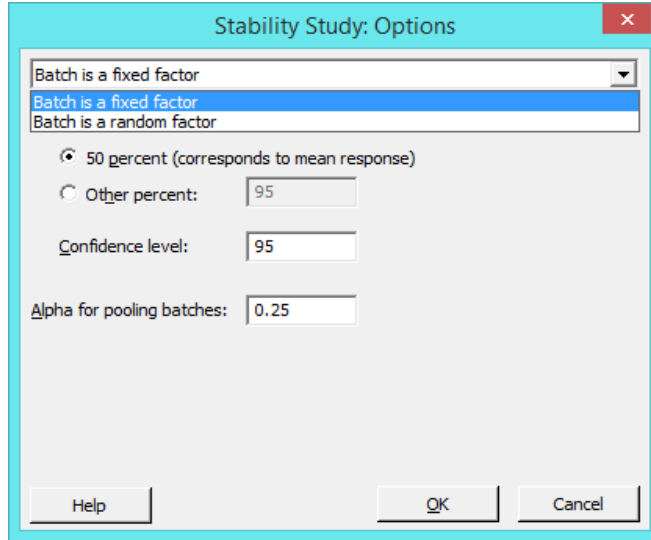 Stability Study: Options
Batch is a fixed factor
Batch is a fixed factor
Batch is a random factor
50 percent (corresponds to mean response)
Other percent: 95
Confidence level: 95
Alpha for pooling batches: 0.25
Help OK Cancel